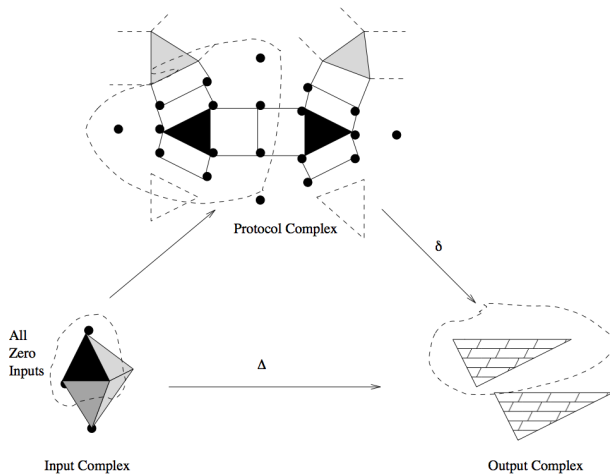 Protocol Complex
δ
All
Zero
Inputs
Δ
Input Complex
Output Complex